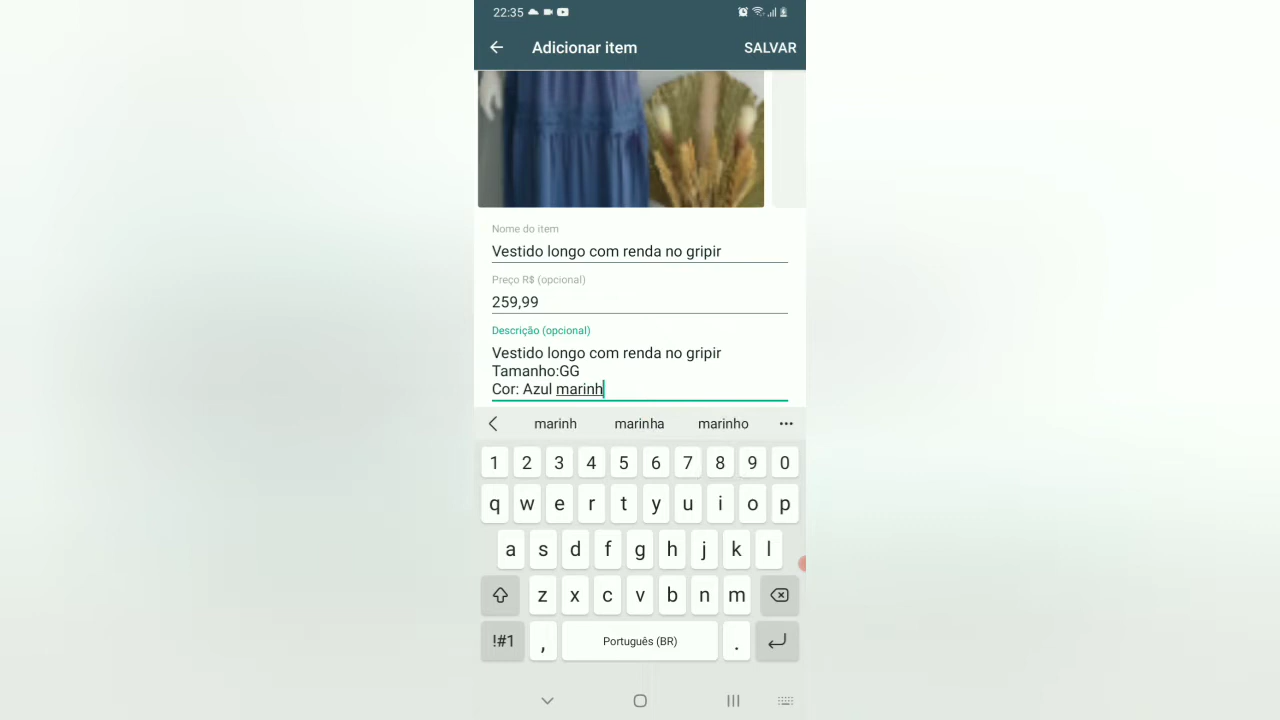 22:35
Adicionar item
SALVAR
Nome do item
Vestido longo com renda no gripir
Preço R$ (opcional)
259,99
Descrição (opcional)
Vestido longo com renda no gripir
Tamanho:GG
Cor: Azul marinh
marinh marinha marinho
1 2 3 4 5 6 7 8 9 0
q w e r t y u i o p
a s d f g h j k l
z x c v b n m
!#1 , Português (BR) .